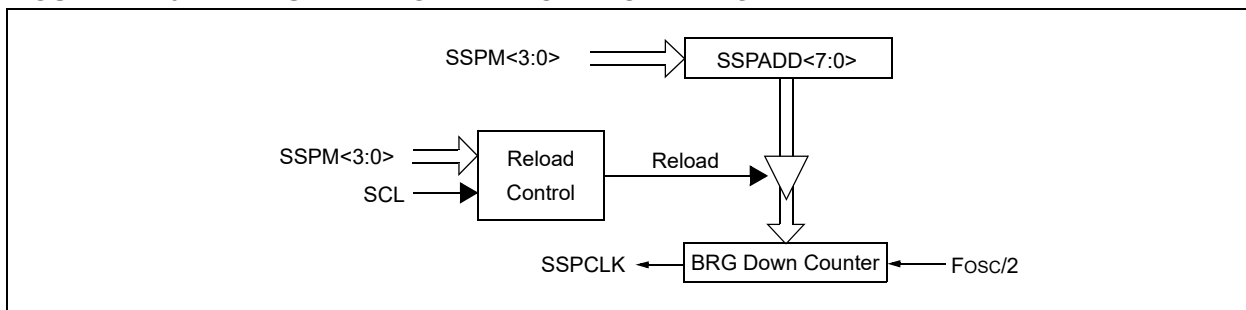 SSPM<3:0>
SSPADD<7:0>
SSPM<3:0>
Reload
Control
Reload
SCL
SSPCLK
BRG Down Counter
FOSC/2